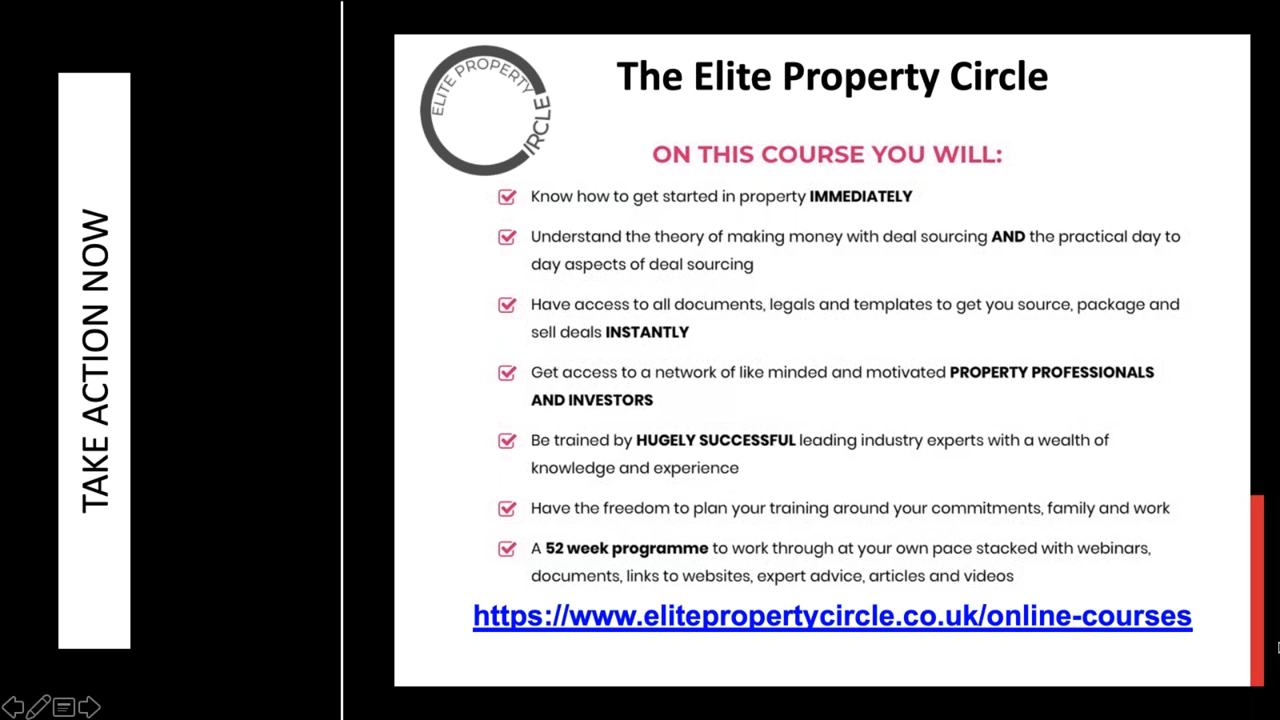 TAKE ACTION NOW
ELITE PROPERTY
IRCLE
The Elite Property Circle
ON THIS COURSE YOU WILL:
Know how to get started in property IMMEDIATELY
Understand the theory of making money with deal sourcing AND the practical day to
day aspects of deal sourcing
Have access to all documents, legals and templates to get you source, package and
sell deals INSTANTLY
Get access to a network of like minded and motivated PROPERTY PROFESSIONALS
AND INVESTORS
Be trained by HUGELY SUCCESSFUL leading industry experts with a wealth of
knowledge and experience
Have the freedom to plan your training around your commitments, family and work
A 52 week programme to work through at your own pace stacked with webinars,
documents, links to websites, expert advice, articles and videos
https://www.elitepropertycircle.co.uk/online-courses